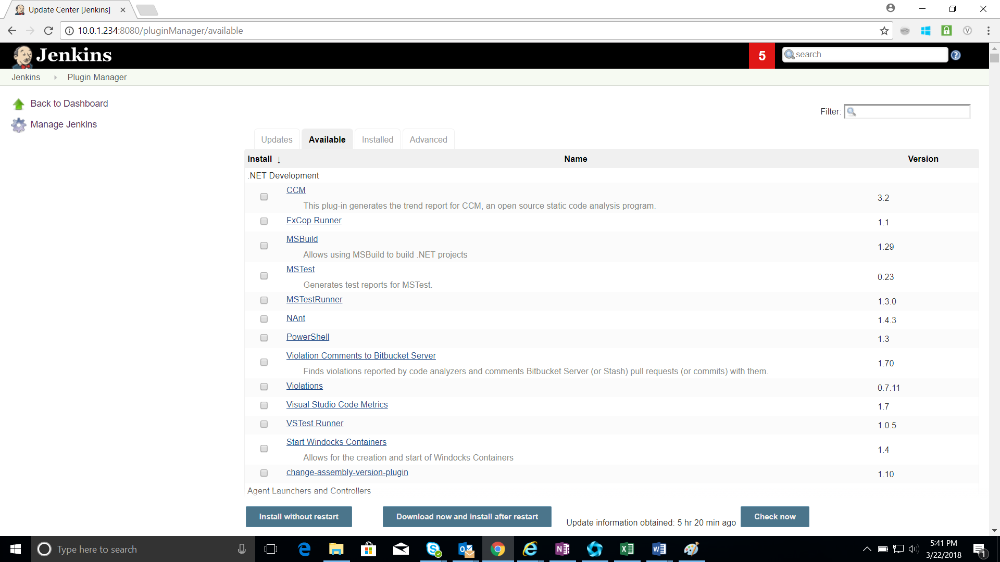 Update Center [Jenkins]
10.0.1.234:8080/pluginManager/available
Jenkins
5
search
Jenkins
Plugin Manager
Back to Dashboard
Manage Jenkins
Filter:
Updates
Available
Installed
Advanced
Install ↓
Name
Version
.NET Development
CCM
This plug-in generates the trend report for CCM, an open source static code analysis program.
3.2
FxCop Runner
1.1
MSBuild
Allows using MSBuild to build .NET projects
1.29
MSTest
Generates test reports for MSTest.
0.23
MSTestRunner
1.3.0
NAnt
1.4.3
PowerShell
1.3
Violation Comments to Bitbucket Server
Finds violations reported by code analyzers and comments Bitbucket Server (or Stash) pull requests (or commits) with them.
1.70
Violations
0.7.11
Visual Studio Code Metrics
1.7
VSTest Runner
1.0.5
Start Windocks Containers
Allows for the creation and start of Windocks Containers
1.4
change-assembly-version-plugin
1.10
Agent Launchers and Controllers
Install without restart
Download now and install after restart
Update information obtained: 5 hr 20 min ago
Check now
Type here to search
5:41 PM
3/22/2018
1